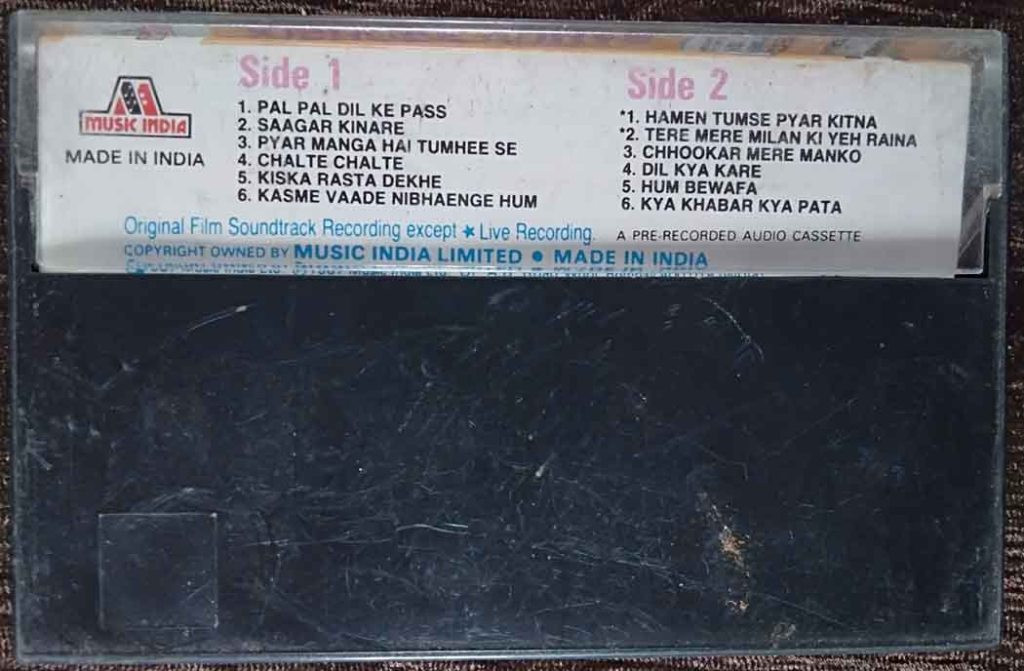 MUSIC INDIA
MADE IN INDIA
Side 1
1. PAL PAL DIL KE PASS
2. SAAGAR KINARE
3. PYAR MANGA HAI TUMHEE SE
4. CHALTE CHALTE
5. KISKA RASTA DEKHE
6. KASME VAADE NIBHAENGE HUM
Side 2
*1. HAMEN TUMSE PYAR KITNA
*2. TERE MERE MILAN KI YEH RAINA
3. CHHOOKAR MERE MANKO
4. DIL KYA KARE
5. HUM BEWAFA
6. KYA KHABAR KYA PATA
Original Film Soundtrack Recording except ★ Live Recording.
A PRE-RECORDED AUDIO CASSETTE
COPYRIGHT OWNED BY MUSIC INDIA LIMITED ● MADE IN INDIA